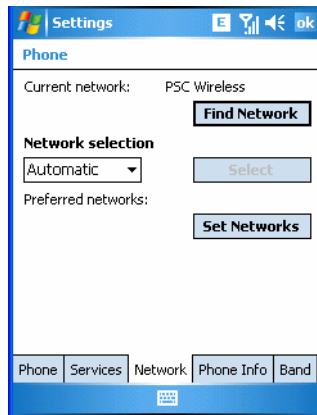 Settings E ok
Phone
Current network: PSC Wireless
Find Network
Network selection
Automatic Select
Preferred networks:
Set Networks
Phone Services Network Phone Info Band